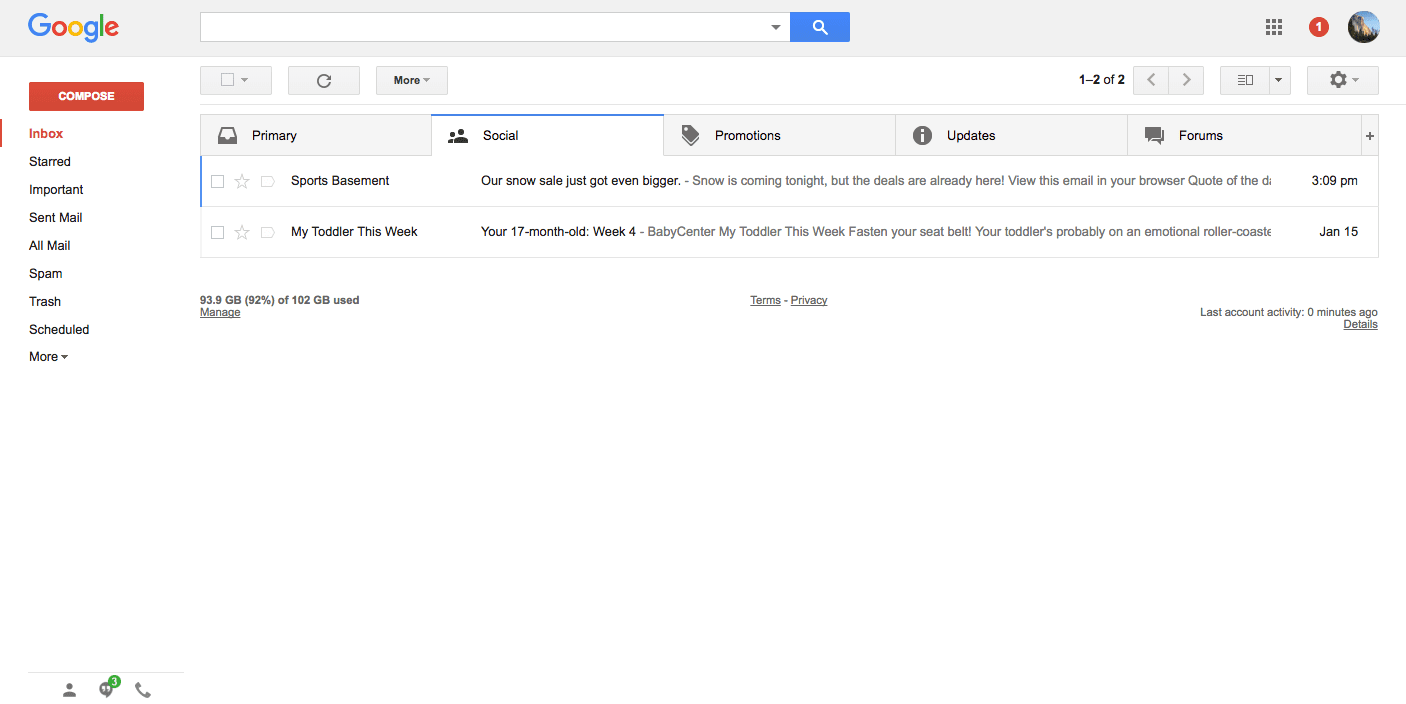 Google
1
COMPOSE
More
1–2 of 2
Inbox
Starred
Important
Sent Mail
All Mail
Spam
Trash
Scheduled
More
Primary
Social
Promotions
Updates
Forums
+
Sports Basement Our snow sale just got even bigger. - Snow is coming tonight, but the deals are already here! View this email in your browser Quote of the 3:09 pm
My Toddler This Week Your 17-month-old: Week 4 - BabyCenter My Toddler This Week Fasten your seat belt! Your toddler's probably on an emotional roller-coaste Jan 15
93.9 GB (92%) of 102 GB used
Manage
Terms - Privacy
Last account activity: 0 minutes ago
Details
3